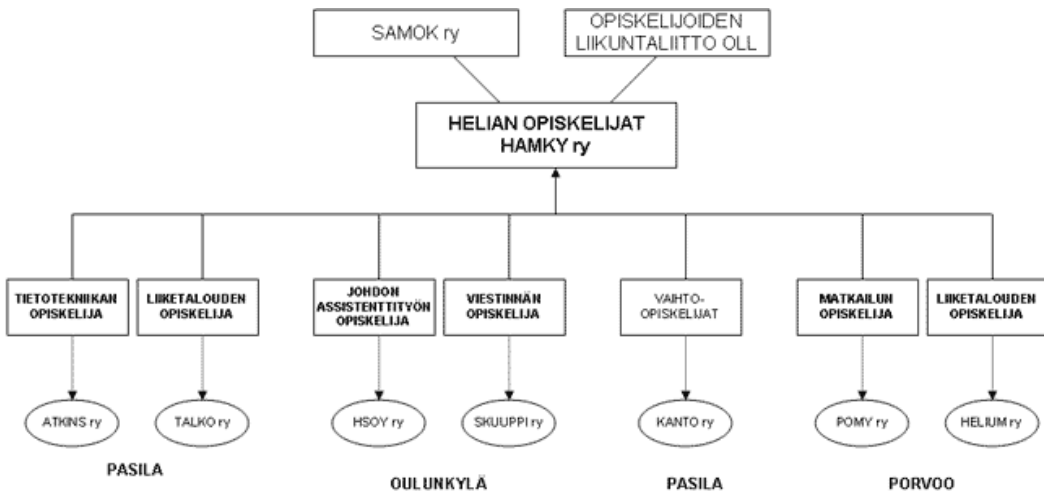 SAMOK ry
OPISKELIJOIDEN
LIIKUNTALIITTO OLL
HELIAN OPISKELIJAT
HAMKY ry
TIETOTEKNIIKAN
OPISKELIJA
LIIKETALOUDEN
OPISKELIJA
JOHDON
ASSISTENTTITYÖN
OPISKELIJA
VIESTINNÄN
OPISKELIJA
VAIHTO-
OPISKELIJAT
MATKAILUN
OPISKELIJA
LIIKETALOUDEN
OPISKELIJA
ATKINS ry
TALKO ry
HSOY ry
SKUUPPI ry
KANTO ry
POMY ry
HELIUM ry
PASILA
OULUNKYLÄ
PASILA
PORVOO